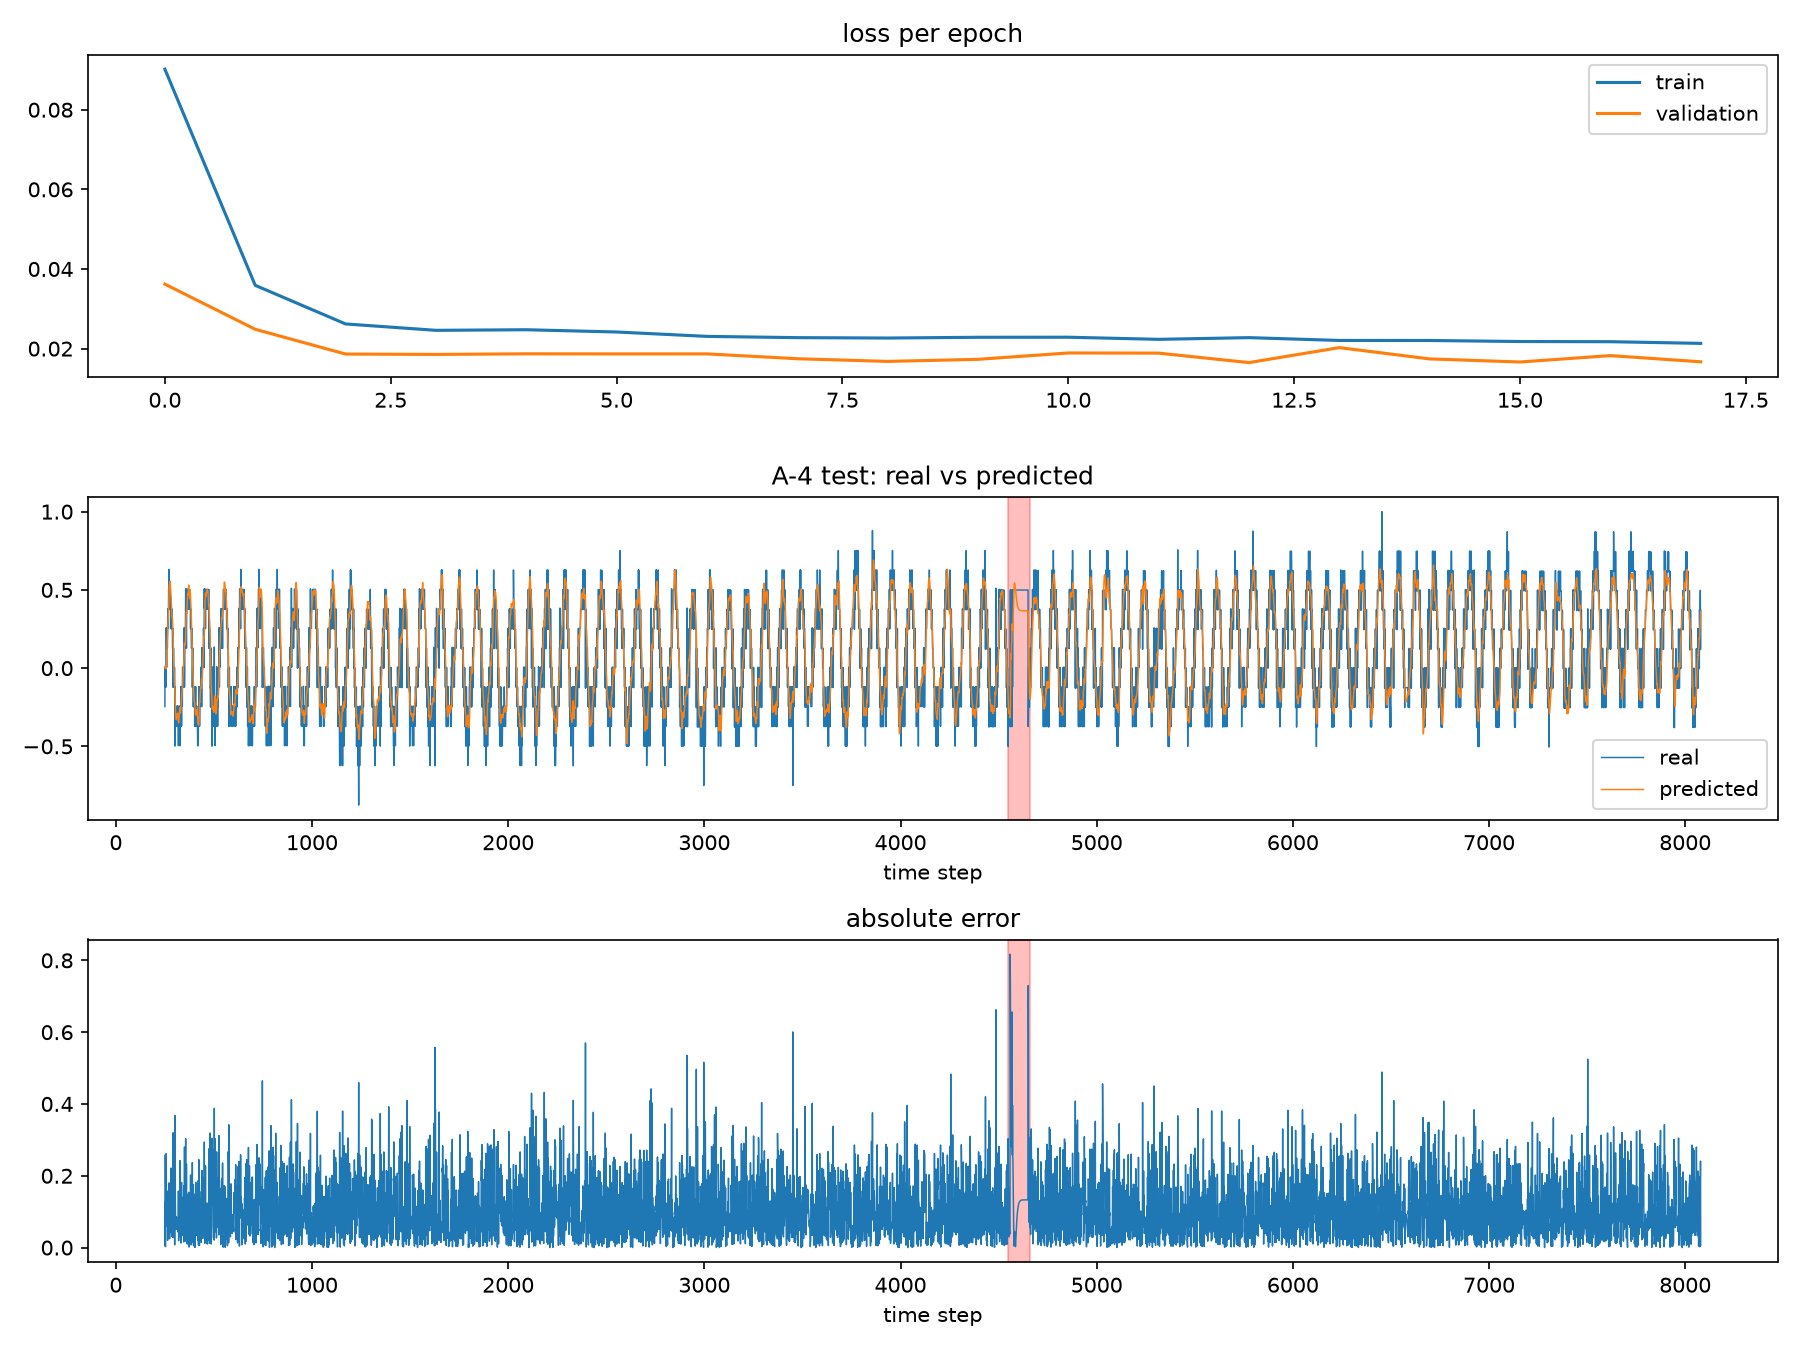 loss per epoch
train
validation
0.08
0.06
0.04
0.02
0.0 2.5 5.0 7.5 10.0 12.5 15.0 17.5
A-4 test: real vs predicted
1.0
0.5
0.0
−0.5
real
predicted
0 1000 2000 3000 4000 5000 6000 7000 8000
time step
absolute error
0.8
0.6
0.4
0.2
0.0
0 1000 2000 3000 4000 5000 6000 7000 8000
time step